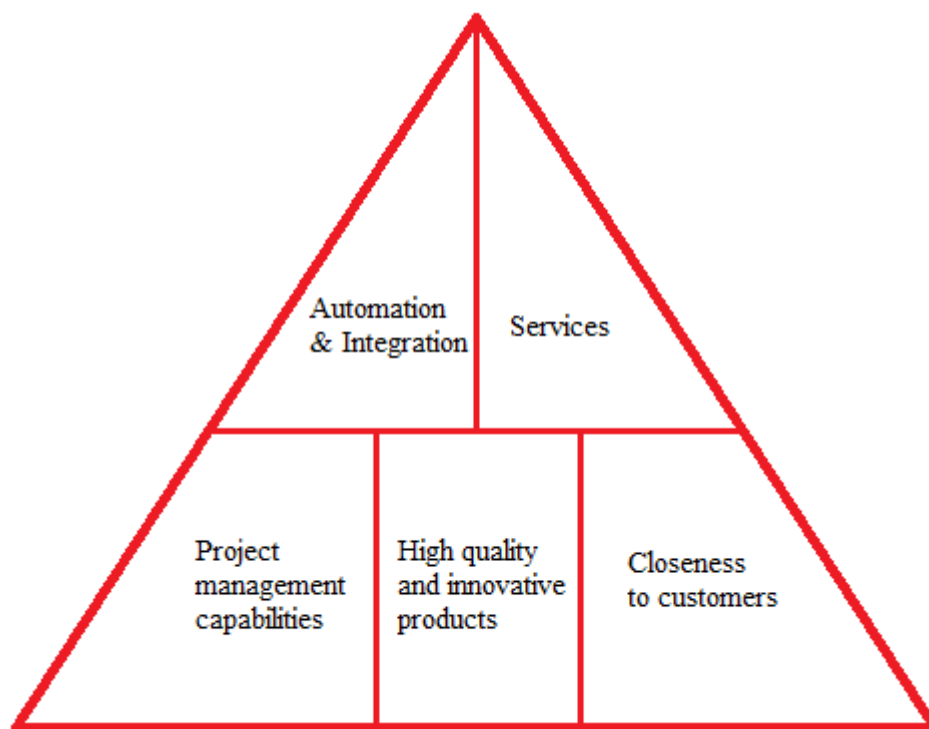 Automation
& Integration
Services
Project
management
capabilities
High quality
and innovative
products
Closeness
to customers